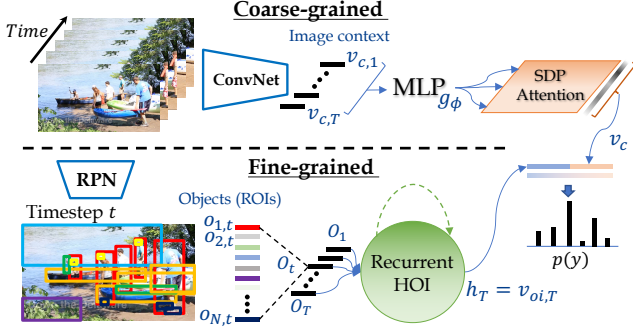 Coarse-grained
Time
Image context
ConvNet
v_{c,1}
v_{c,T}
MLP
g_ϕ
SDP
Attention
v_c
Fine-grained
RPN
Timestep t
Objects (ROIs)
O_{1,t}
O_{2,t}
O_{N,t}
O_t
O_1
O_T
Recurrent
HOI
h_T = v_{oi,T}
p(y)